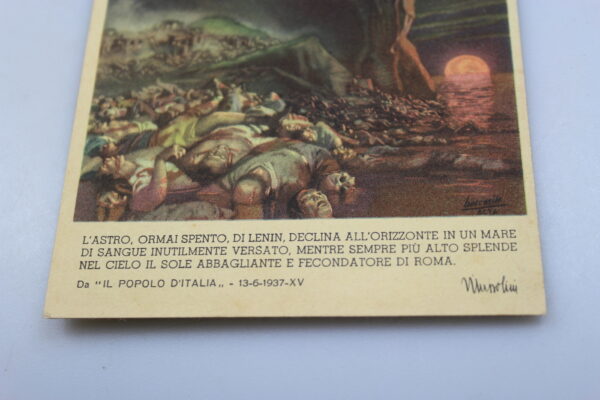 Boccasile
L'ASTRO, ORMAI SPENTO, DI LENIN, DECLINA ALL'ORIZZONTE IN UN MARE
DI SANGUE INUTILMENTE VERSATO, MENTRE SEMPRE PIÙ ALTO SPLENDE
NEL CIELO IL SOLE ABBAGLIANTE E FECONDATORE DI ROMA.
Da "IL POPOLO D'ITALIA„ - 13-6-1937-XV
Mussolini